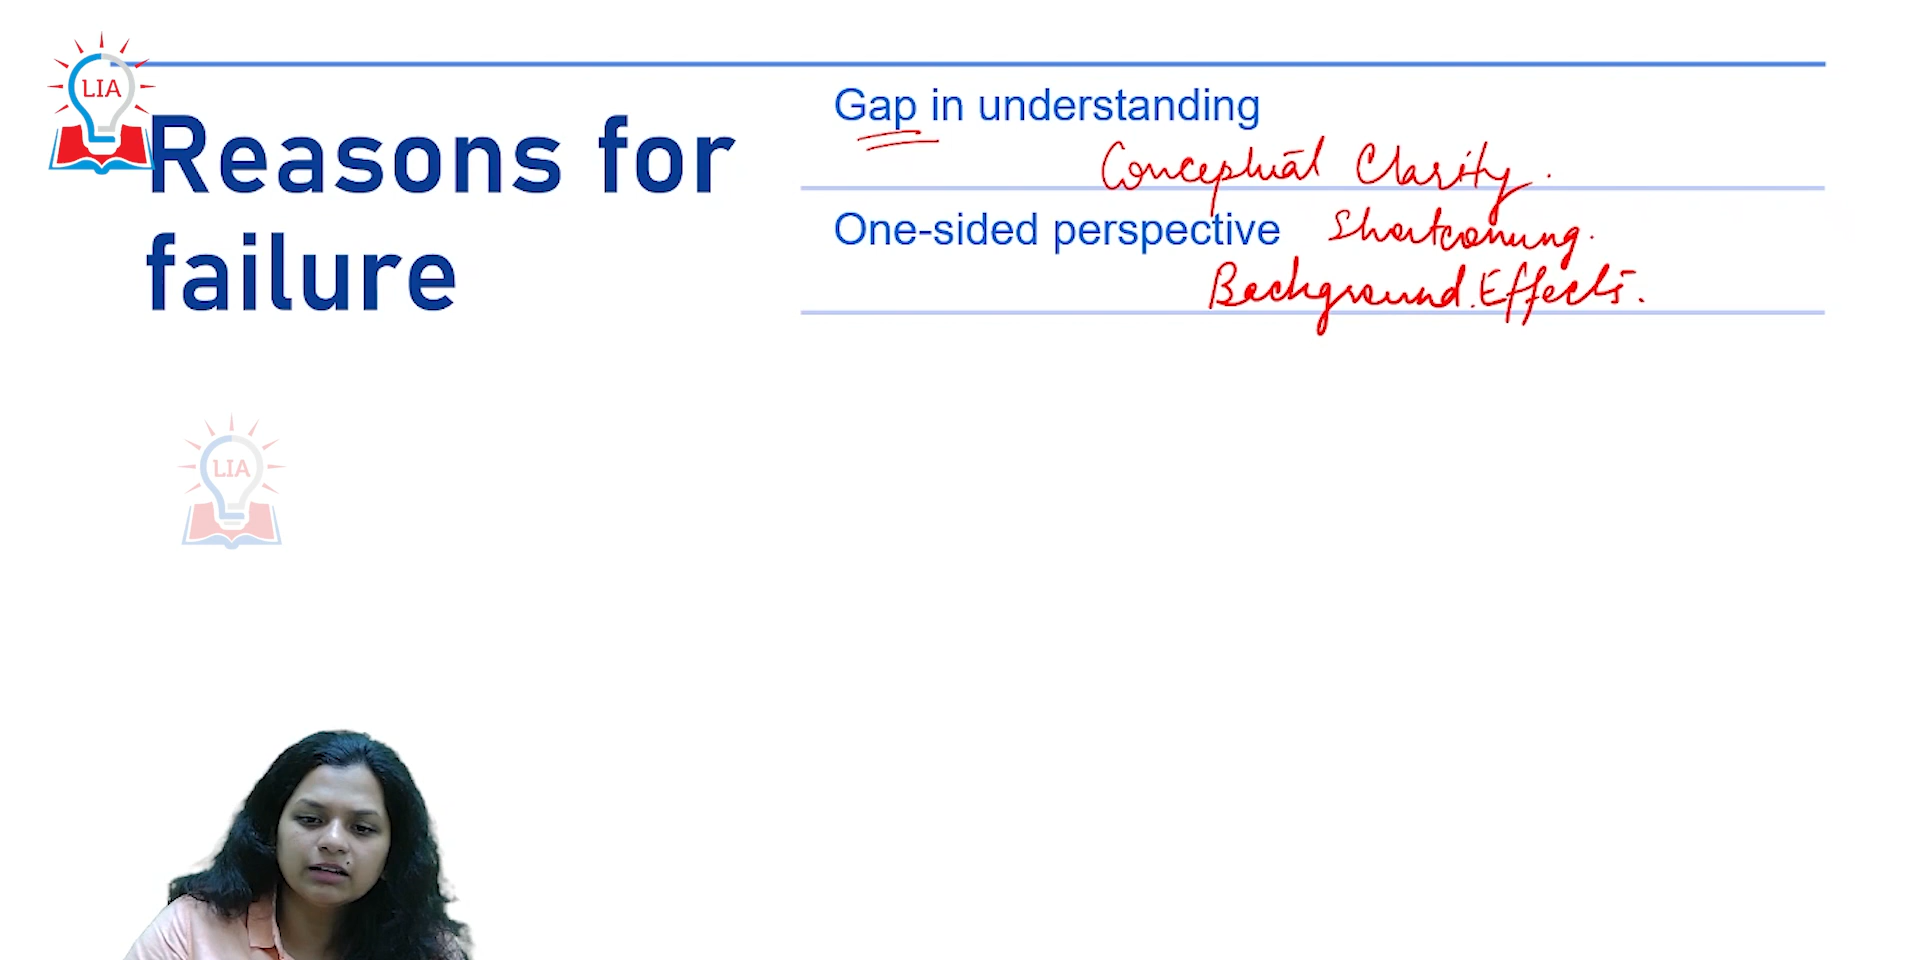 LIA
Reasons for
failure
Gap in understanding
Conceptual Clarity.
One-sided perspective Shortcoming.
Background Effects.
LIA